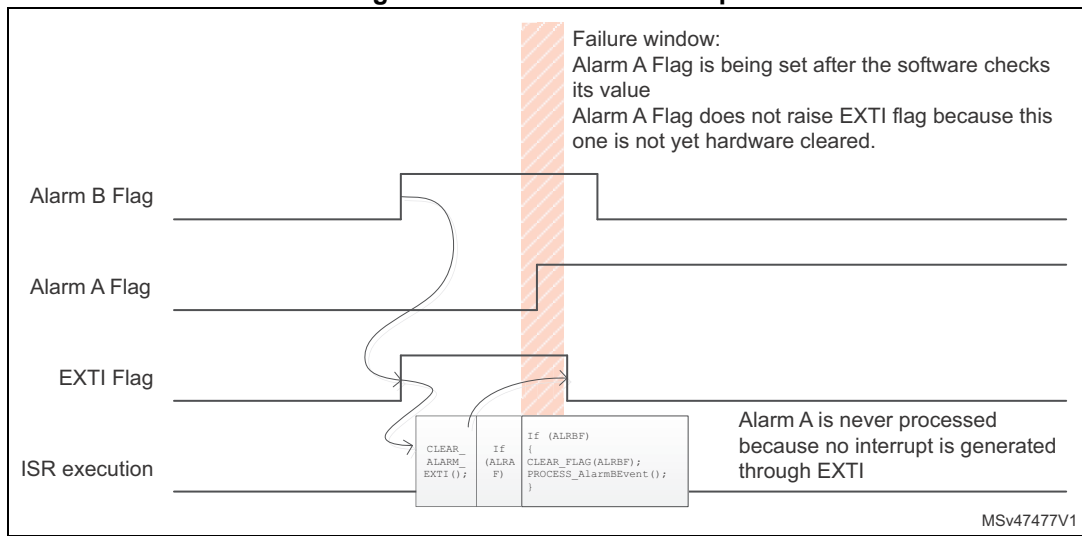 Failure window:
Alarm A Flag is being set after the software checks
its value
Alarm A Flag does not raise EXTI flag because this
one is not yet hardware cleared.
Alarm B Flag
Alarm A Flag
EXTI Flag
ISR execution
CLEAR_
ALARM_
EXTI();
If
(ALRA
F)
If (ALRBF)
{
CLEAR_FLAG(ALRBF);
PROCESS_AlarmBEvent();
}
Alarm A is never processed
because no interrupt is generated
through EXTI
MSv47477V1